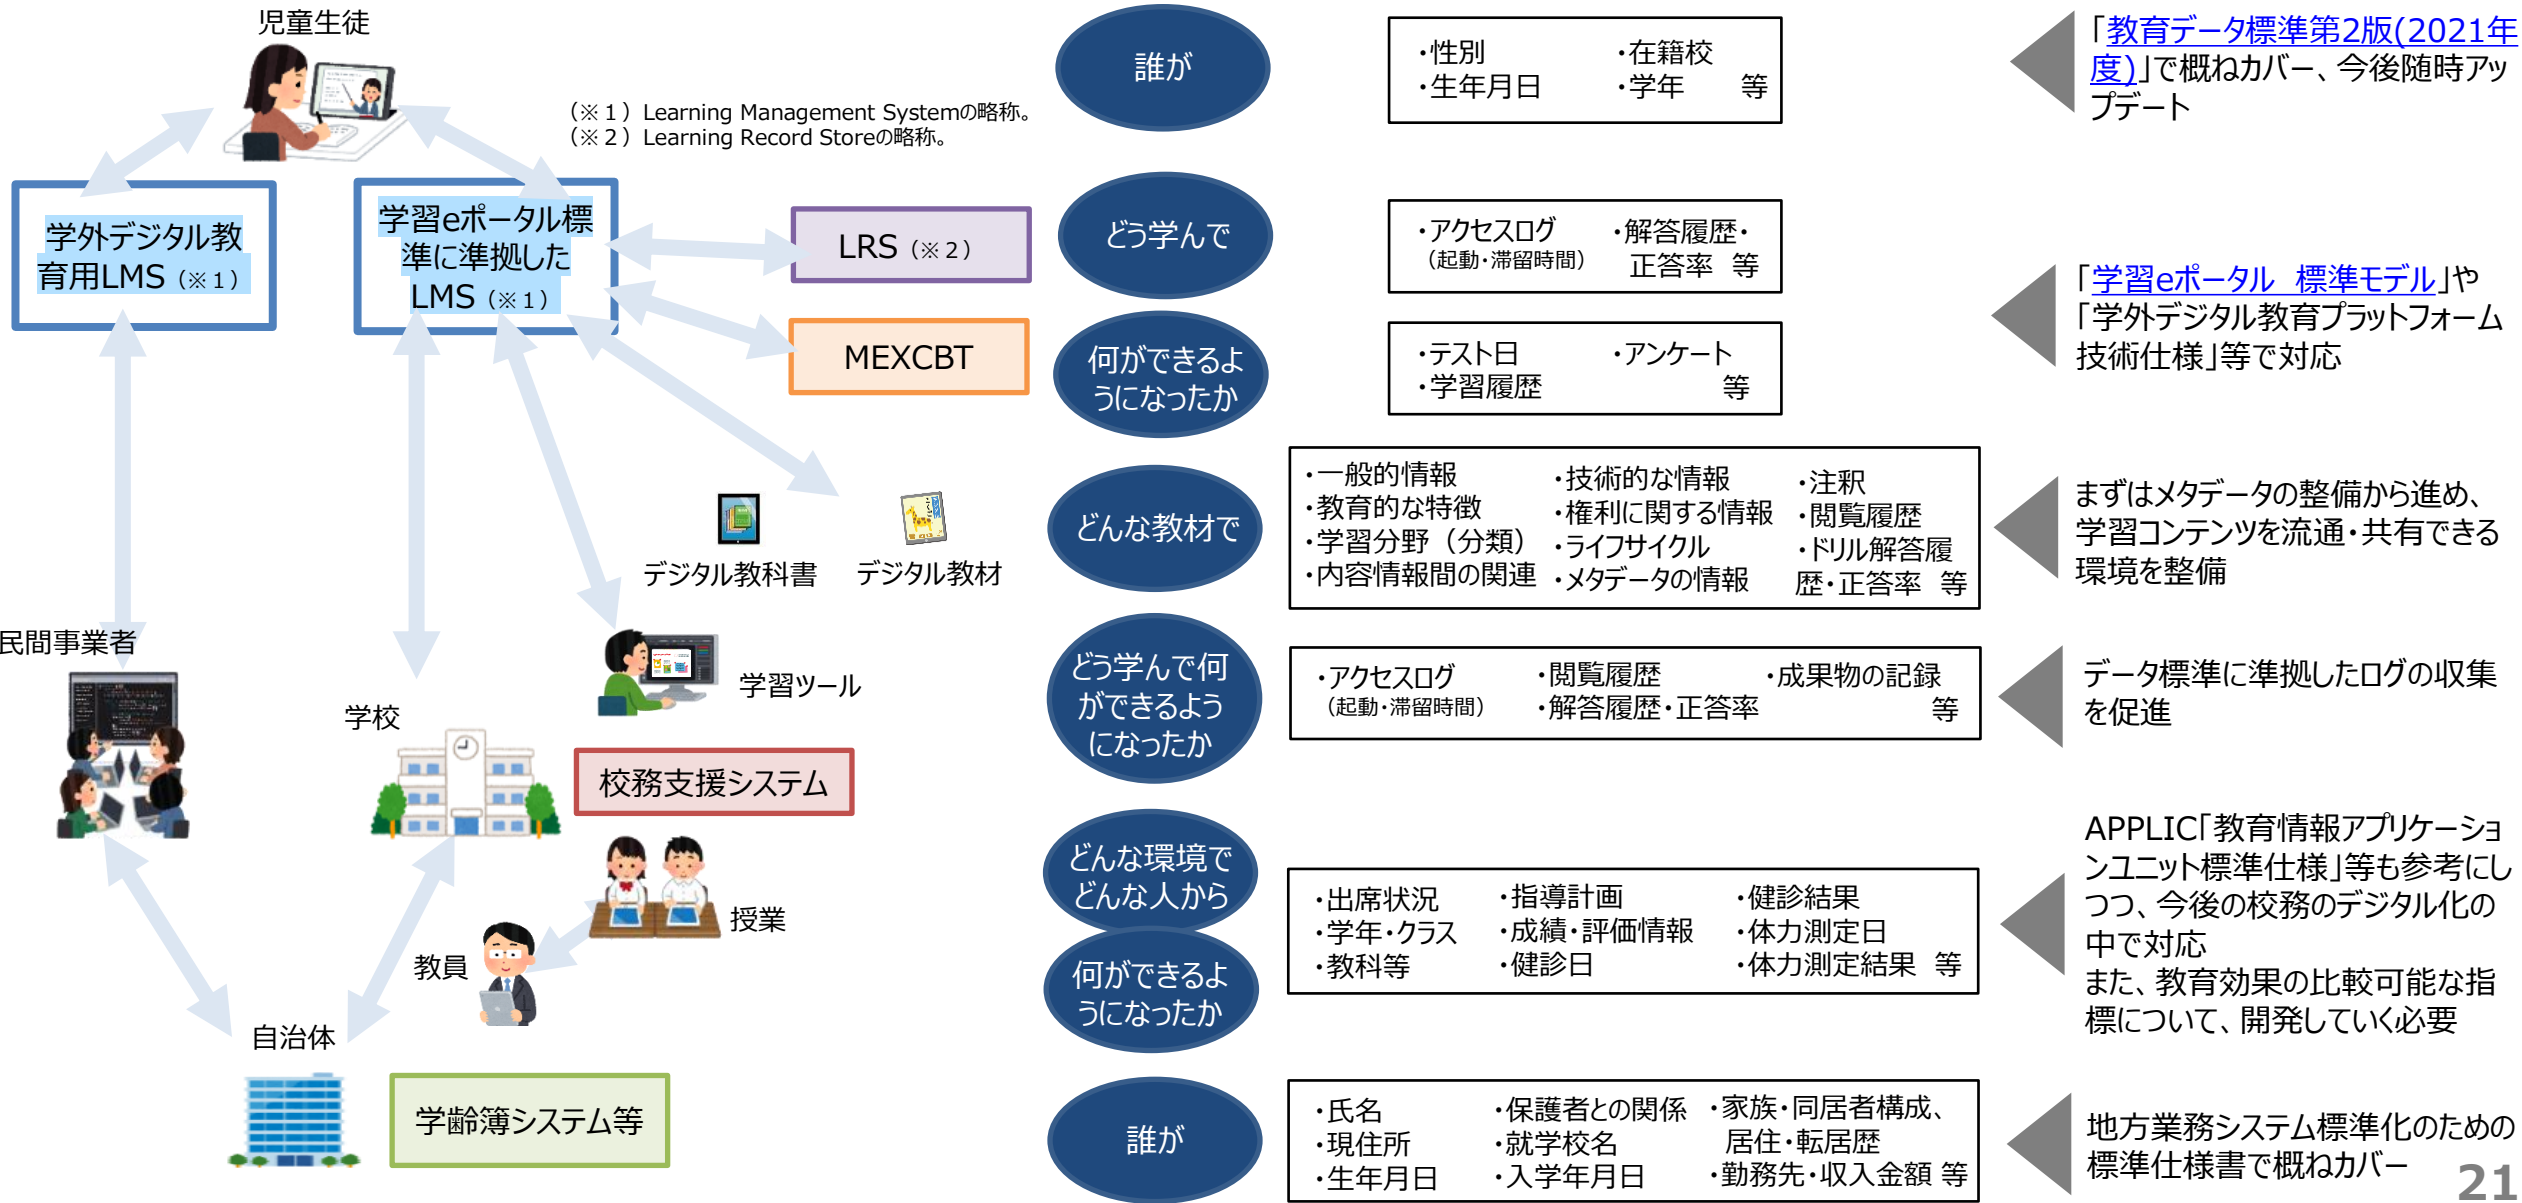 児童生徒
（※１）Learning Management Systemの略称。
（※２）Learning Record Storeの略称。
学外デジタル教
育用LMS（※１）
学習eポータル標
準に準拠した
LMS（※１）
LRS（※２）
MEXCBT
デジタル教科書
デジタル教材
民間事業者
学習ツール
学校
校務支援システム
授業
教員
自治体
学齢簿システム等
誰が
・性別　・在籍校
・生年月日　・学年　等
「教育データ標準第2版(2021年
度)」で概ねカバー、今後随時アッ
プデート
どう学んで
・アクセスログ　・解答履歴・
（起動・滞留時間）　正答率　等
何ができるよ
うになったか
・テスト日　・アンケート
・学習履歴　等
「学習eポータル　標準モデル」や
「学外デジタル教育プラットフォーム
技術仕様」等で対応
どんな教材で
・一般的情報
・教育的な特徴
・学習分野（分類）
・内容情報間の関連
・技術的な情報
・権利に関する情報
・ライフサイクル
・メタデータの情報
・注釈
・閲覧履歴
・ドリル解答履
歴・正答率　等
まずはメタデータの整備から進め、
学習コンテンツを流通・共有できる
環境を整備
どう学んで何
ができるよう
になったか
・アクセスログ
（起動・滞留時間）
・閲覧履歴
・解答履歴・正答率
・成果物の記録
等
データ標準に準拠したログの収集
を促進
どんな環境で
どんな人から
何ができるよ
うになったか
・出席状況
・学年・クラス
・教科等
・指導計画
・成績・評価情報
・健診日
・健診結果
・体力測定日
・体力測定結果　等
APPLIC「教育情報アプリケーショ
ンユニット標準仕様」等も参考にし
つつ、今後の校務のデジタル化の
中で対応
また、教育効果の比較可能な指
標について、開発していく必要
誰が
・氏名
・現住所
・生年月日
・保護者との関係
・就学校名
・入学年月日
・家族・同居者構成、
居住・転居歴
・勤務先・収入金額 等
地方業務システム標準化のための
標準仕様書で概ねカバー
21